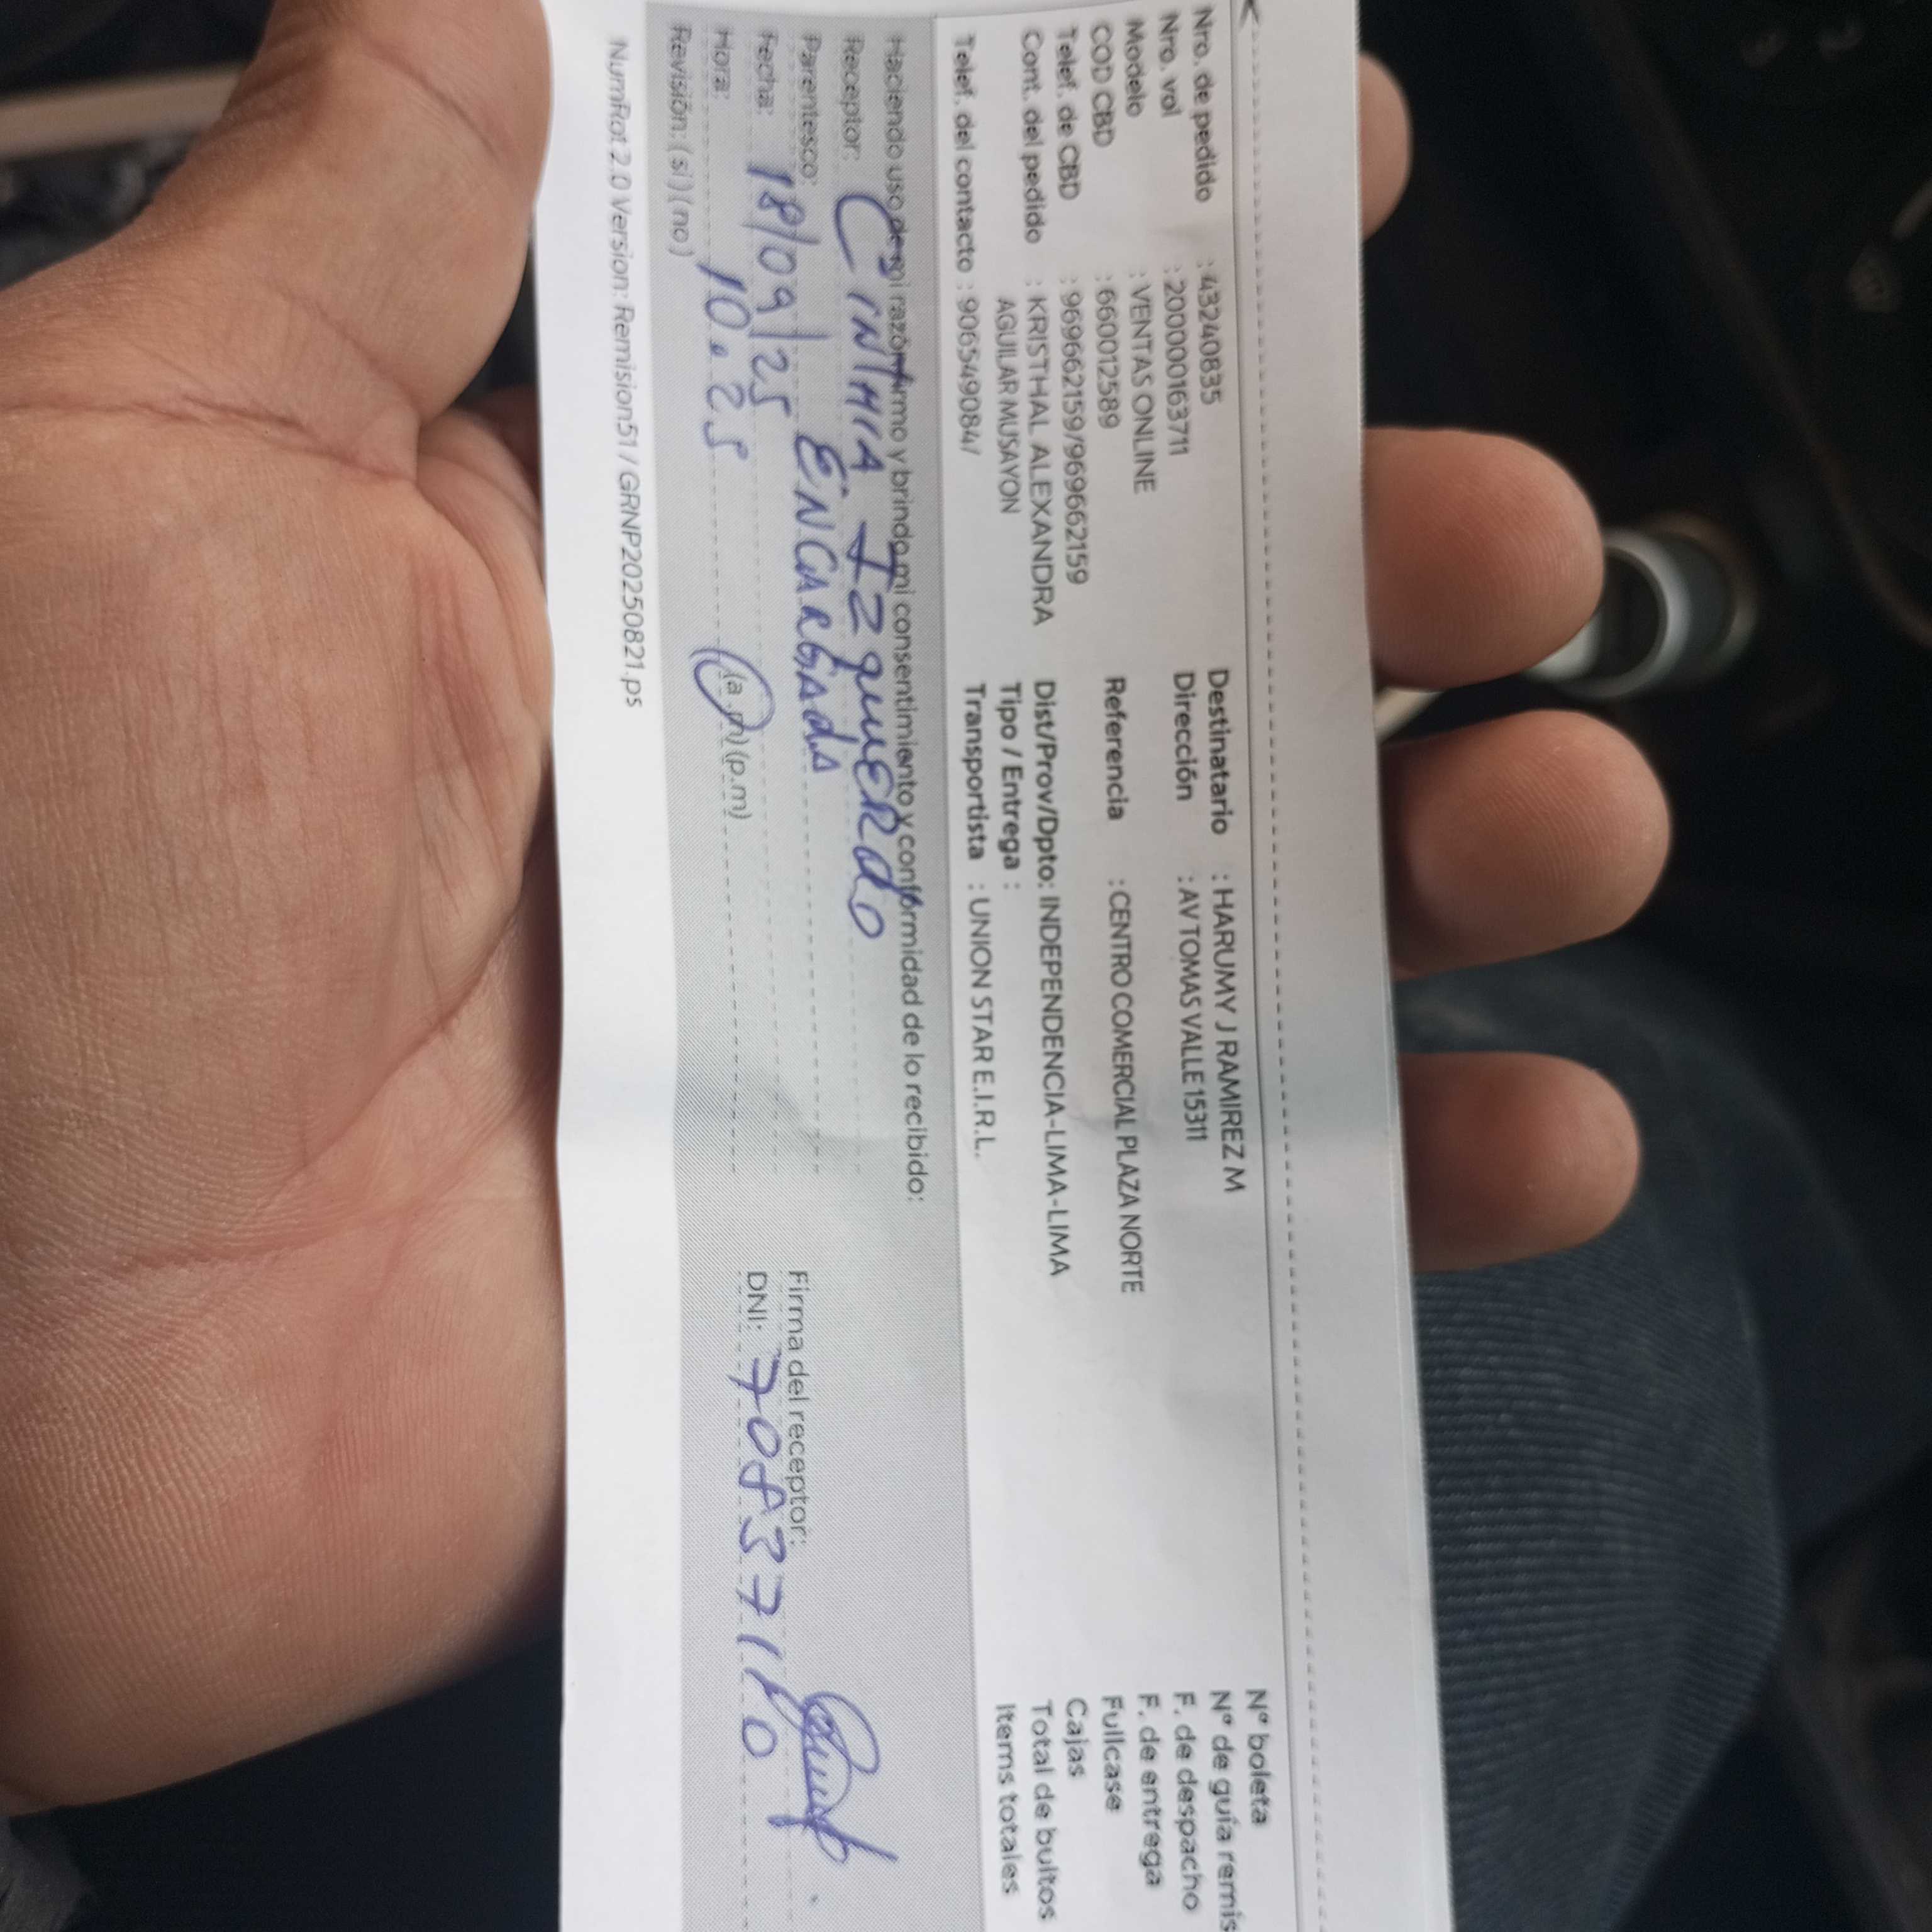 Nro. de pedido : 43240835
Nro. vol : 200000163711
Modelo : VENTAS ONLINE
COD CBD : 660012589
Telef. de CBD : 969662159/969662159
Cont. del pedido : KRISTHAL ALEXANDRA
AGUILAR MUSAYON
Telef. del contacto : 906549084/
Destinatario : HARUMY J RAMIREZ M
Dirección : AV TOMAS VALLE 15311
Referencia : CENTRO COMERCIAL PLAZA NORTE
Dist/Prov/Dpto: INDEPENDENCIA-LIMA-LIMA
Tipo / Entrega :
Transportista : UNION STAR E.I.R.L.
N° boleta
N° de guía remis
F. de despacho
F. de entrega
Fullcase
Cajas
Total de bultos
Items totales
Haciendo uso de mi razón firmo y brindo mi consentimiento y conformidad de lo recibido:
Receptor: CINTHIA IZQUIERDO
Parentesco: ENCARGADA
Fecha: 18/09/25
Hora: 10:25 (a.m)(p.m)
Revisión: (si)(no)
Firma del receptor:
DNI:
NumRot 2.0 Version: Remision51 / GRNP20250821.ps